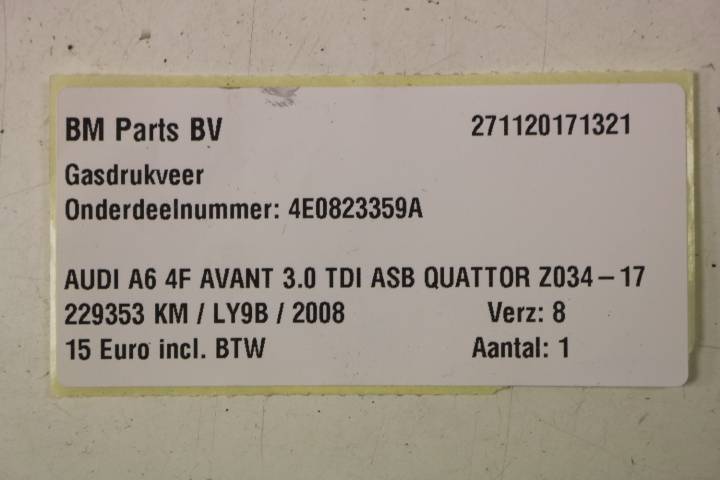 BM Parts BV 271120171321
Gasdrukveer
Onderdeelnummer: 4E0823359A
AUDI A6 4F AVANT 3.0 TDI ASB QUATTOR Z034-17
229353 KM / LY9B / 2008 Verz: 8
15 Euro incl. BTW Aantal: 1